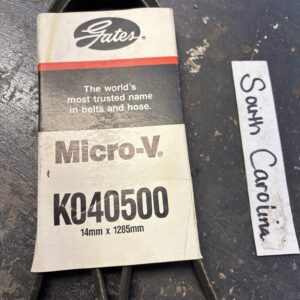 Gates
The world's
most trusted name
in belts and hose.
Micro-V®
K040500
14mm x 1285mm
South Carolina